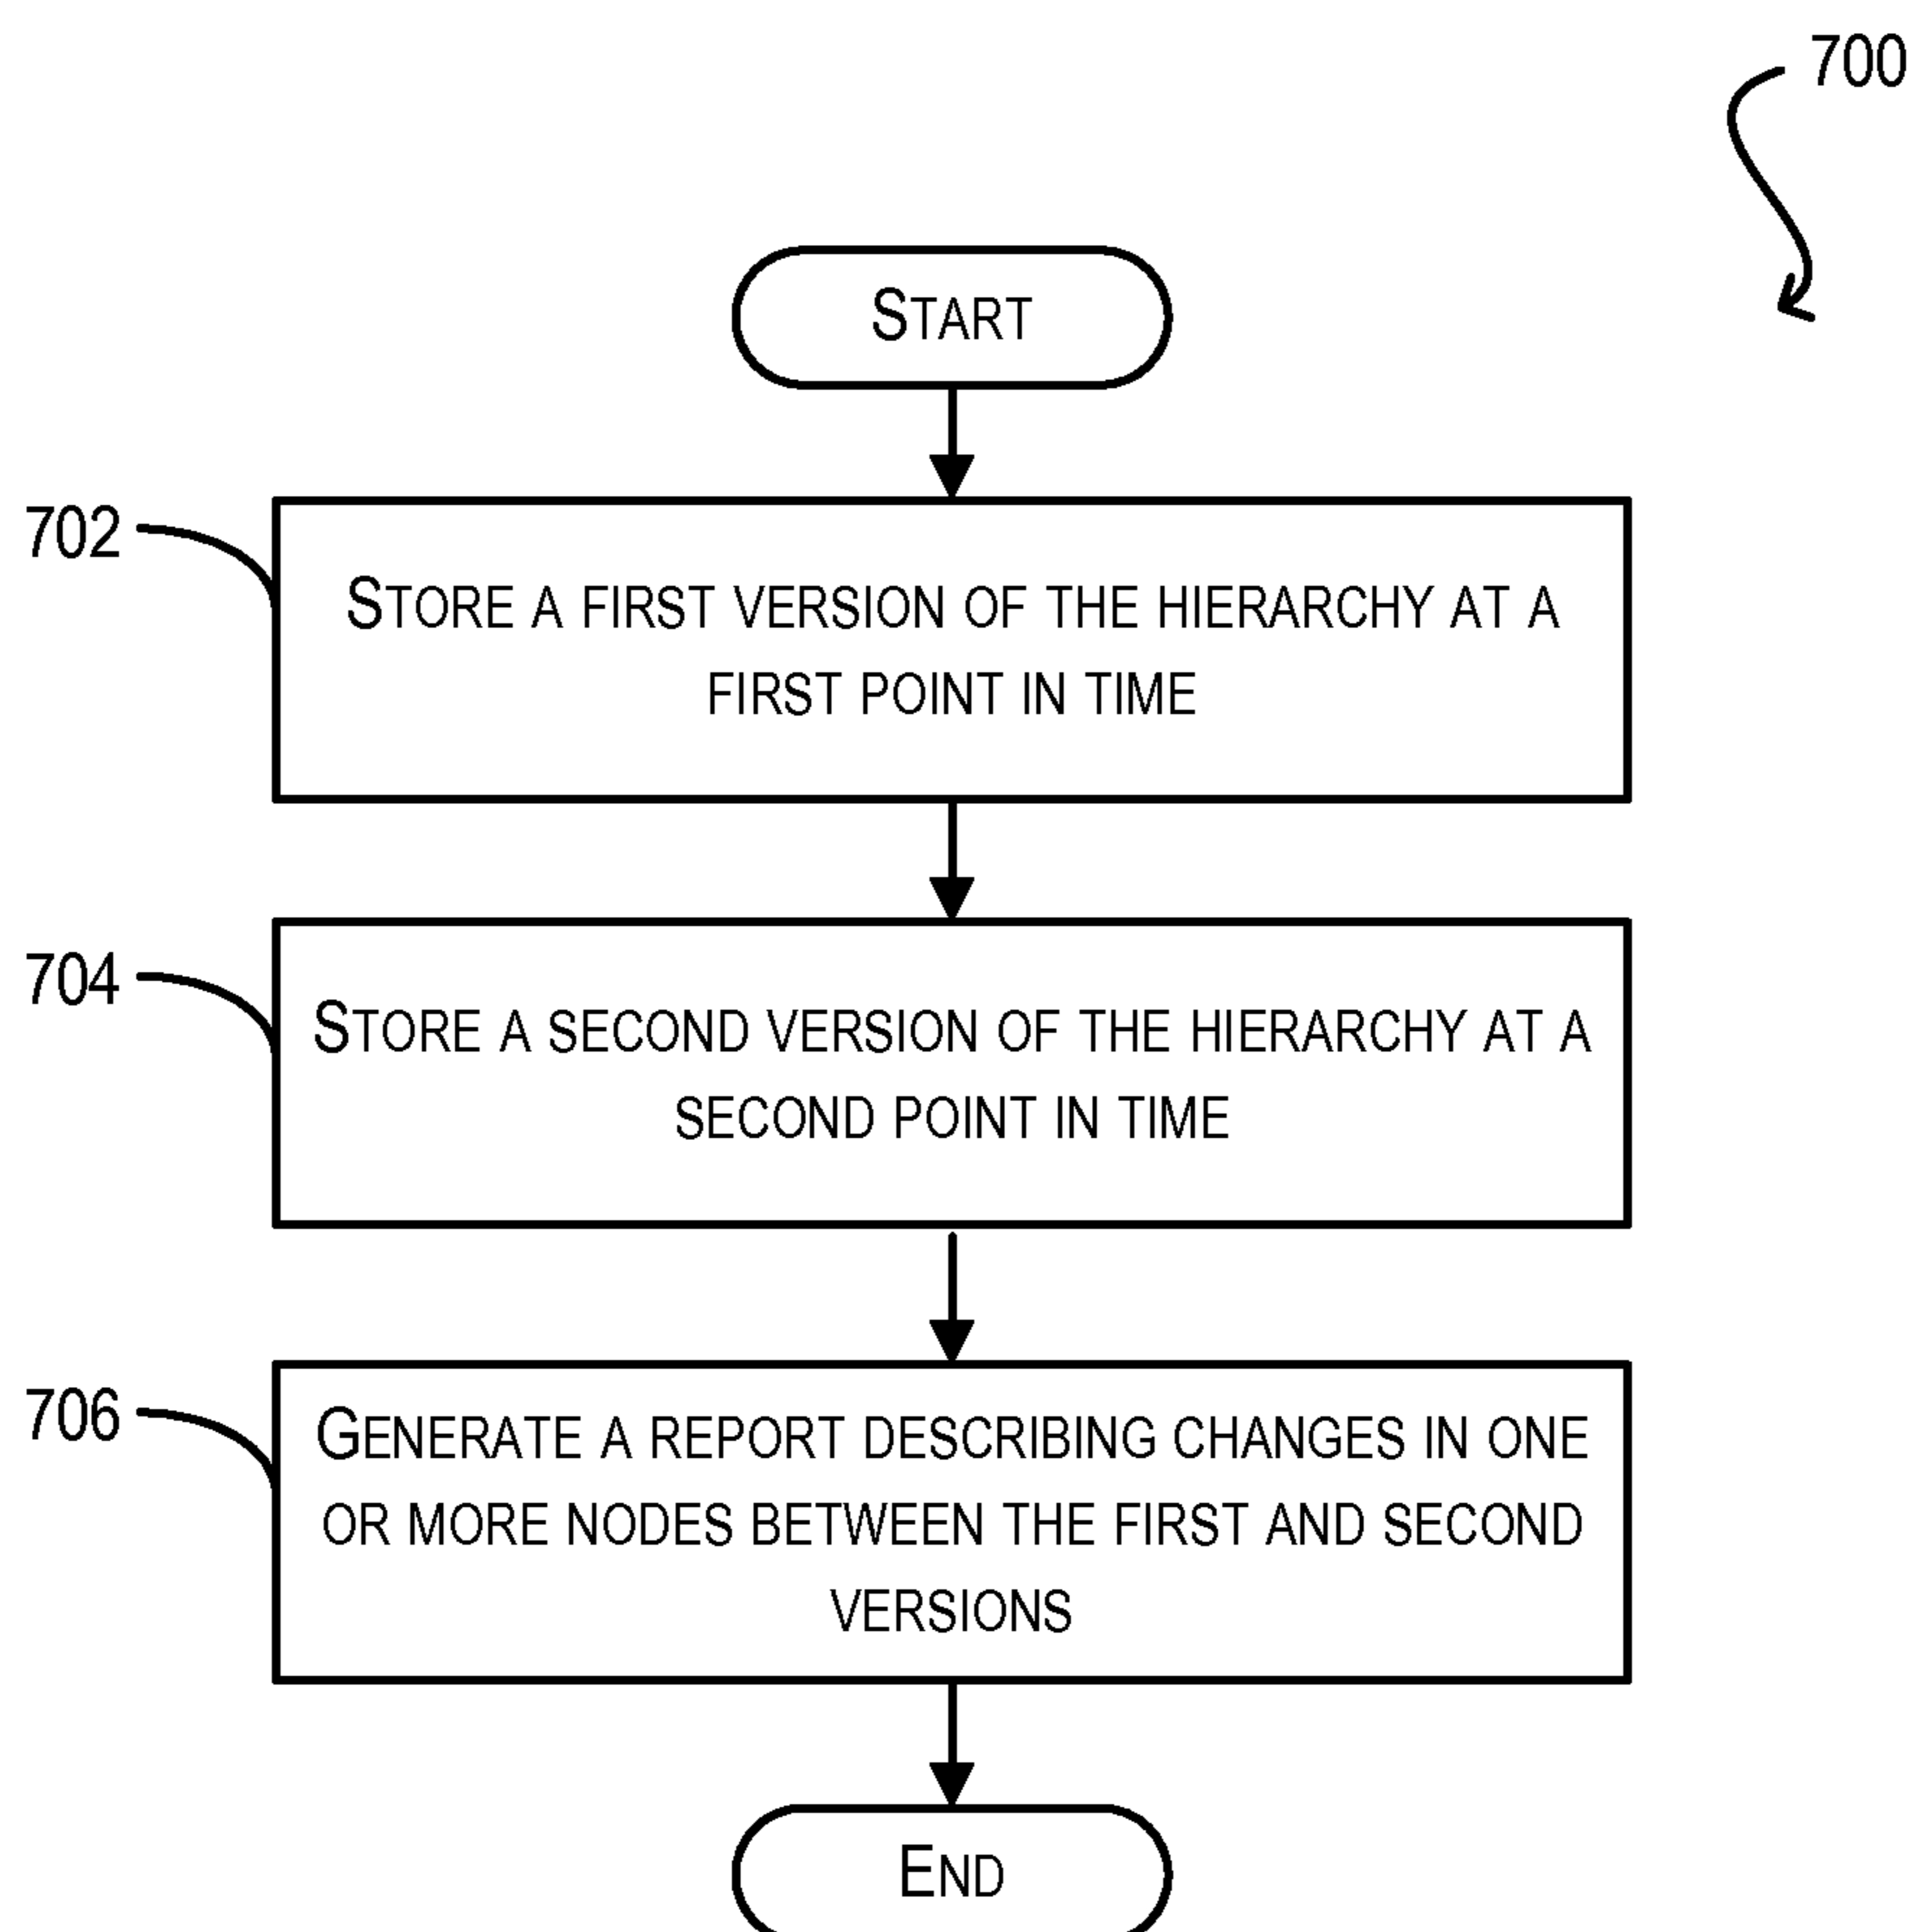 700
START
702
STORE A FIRST VERSION OF THE HIERARCHY AT A
FIRST POINT IN TIME
704
STORE A SECOND VERSION OF THE HIERARCHY AT A
SECOND POINT IN TIME
706
GENERATE A REPORT DESCRIBING CHANGES IN ONE
OR MORE NODES BETWEEN THE FIRST AND SECOND
VERSIONS
END